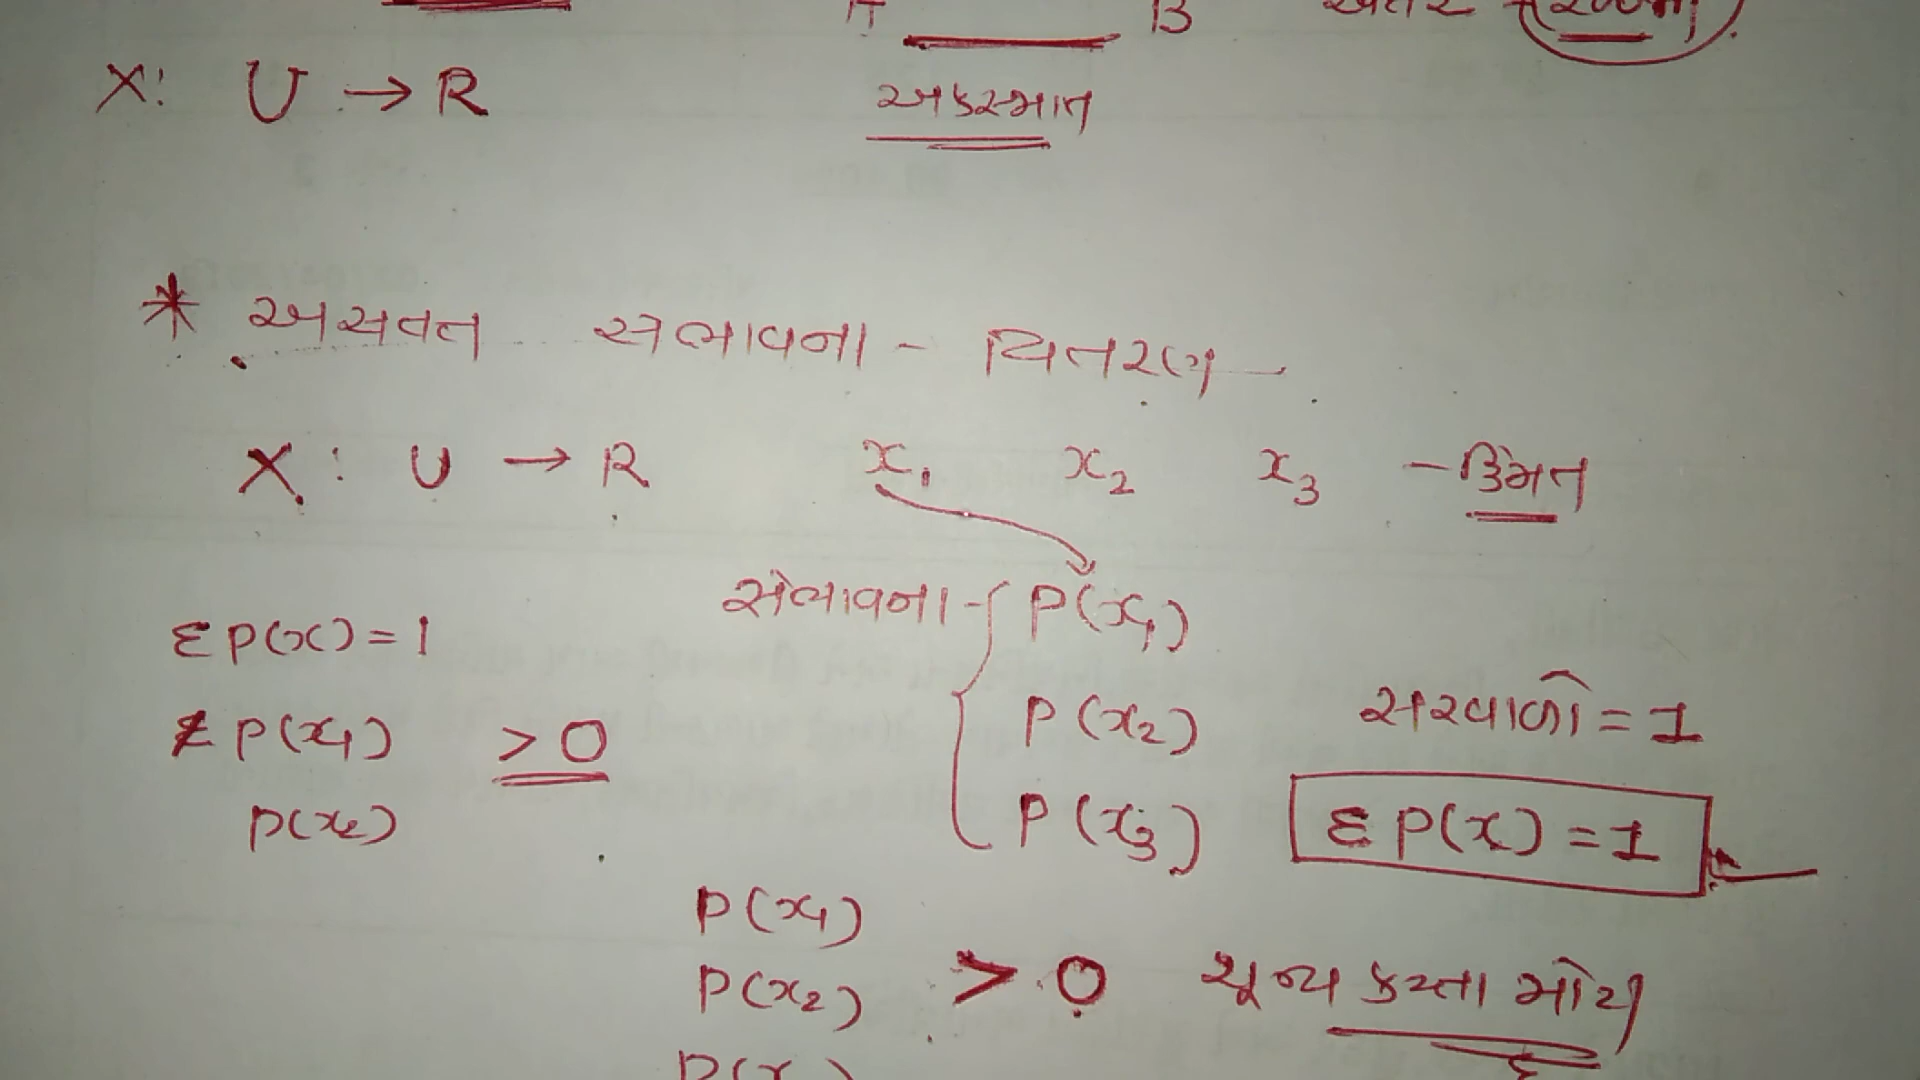 A B અંતર
X: U → R
અકસ્માત
* અસતત સંભાવના - વિતરણ
X: U → R x₁ x₂ x₃ - કિંમત
સંભાવના - { P(x₁)
P(x₂)
P(x₃)
સરવાળો = 1
Σ P(x) = 1
Σ P(x) = 1
P(x₁) > 0
P(x₂)
P(x₁)
P(x₂) > 0 શૂન્ય કરતા મોટા